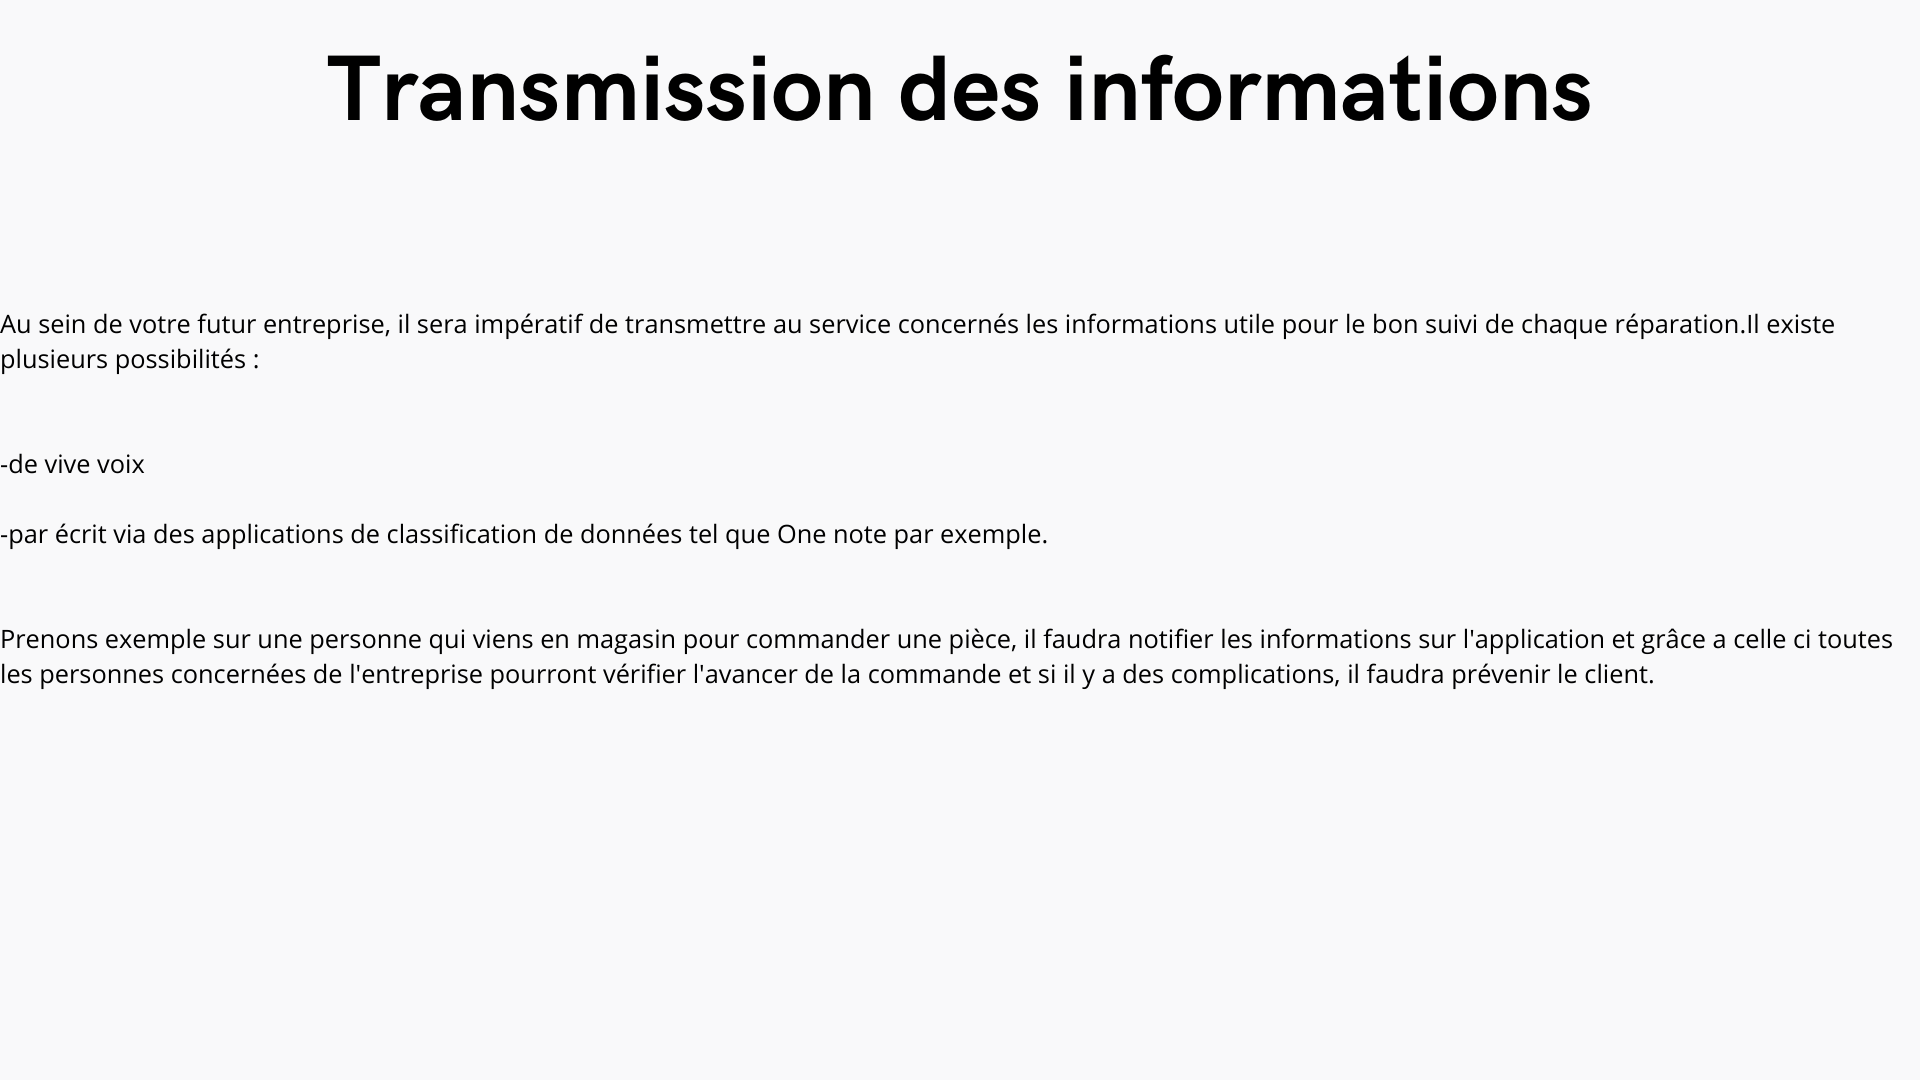 Transmission des informations
Au sein de votre futur entreprise, il sera impératif de transmettre au service concernés les informations utile pour le bon suivi de chaque réparation.Il existe
plusieurs possibilités :
-de vive voix
-par écrit via des applications de classification de données tel que One note par exemple.
Prenons exemple sur une personne qui viens en magasin pour commander une pièce, il faudra notifier les informations sur l'application et grâce a celle ci toutes
les personnes concernées de l'entreprise pourront vérifier l'avancer de la commande et si il y a des complications, il faudra prévenir le client.